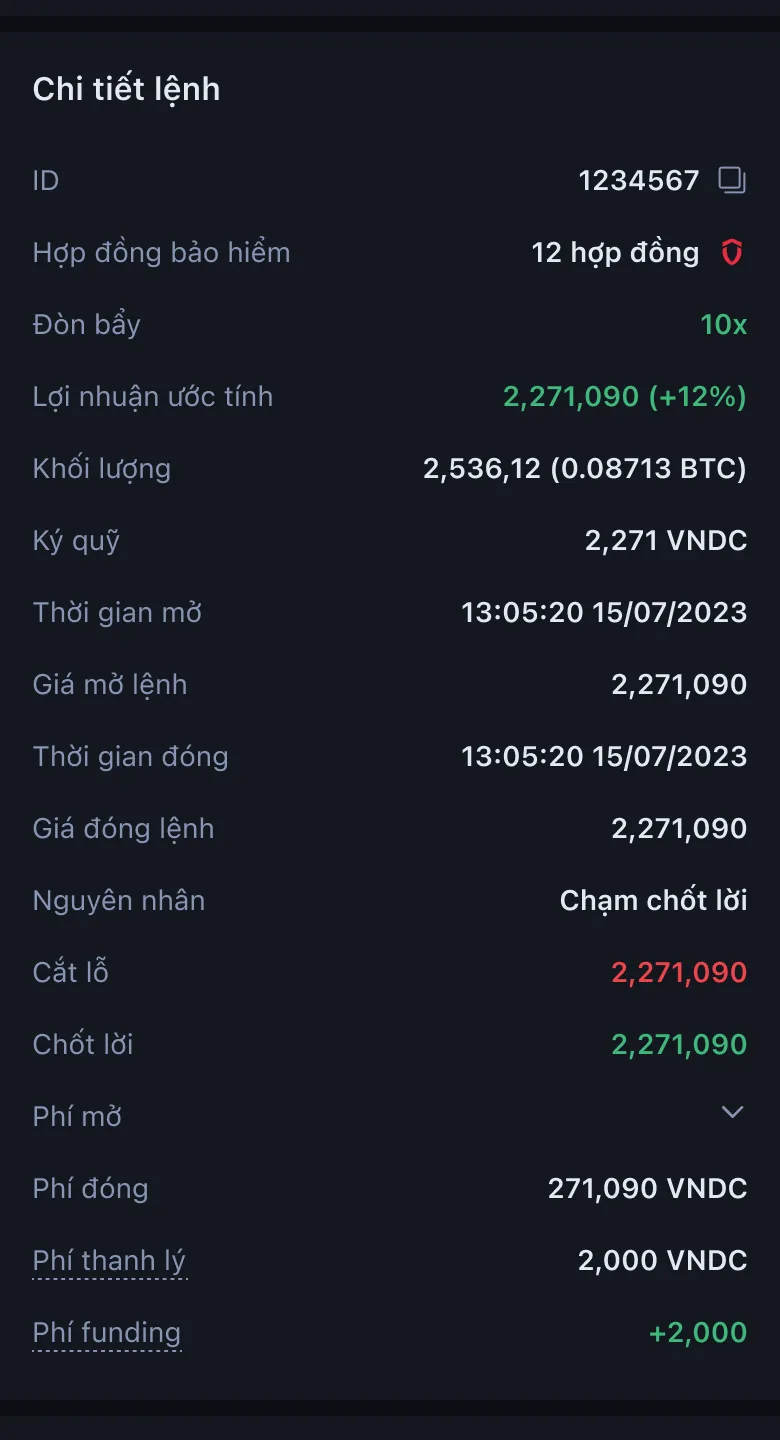 Chi tiết lệnh
ID 1234567
Hợp đồng bảo hiểm 12 hợp đồng
Đòn bẩy 10x
Lợi nhuận ước tính 2,271,090 (+12%)
Khối lượng 2,536,12 (0.08713 BTC)
Ký quỹ 2,271 VNDC
Thời gian mở 13:05:20 15/07/2023
Giá mở lệnh 2,271,090
Thời gian đóng 13:05:20 15/07/2023
Giá đóng lệnh 2,271,090
Nguyên nhân Chạm chốt lời
Cắt lỗ 2,271,090
Chốt lời 2,271,090
Phí mở
Phí đóng 271,090 VNDC
Phí thanh lý 2,000 VNDC
Phí funding +2,000